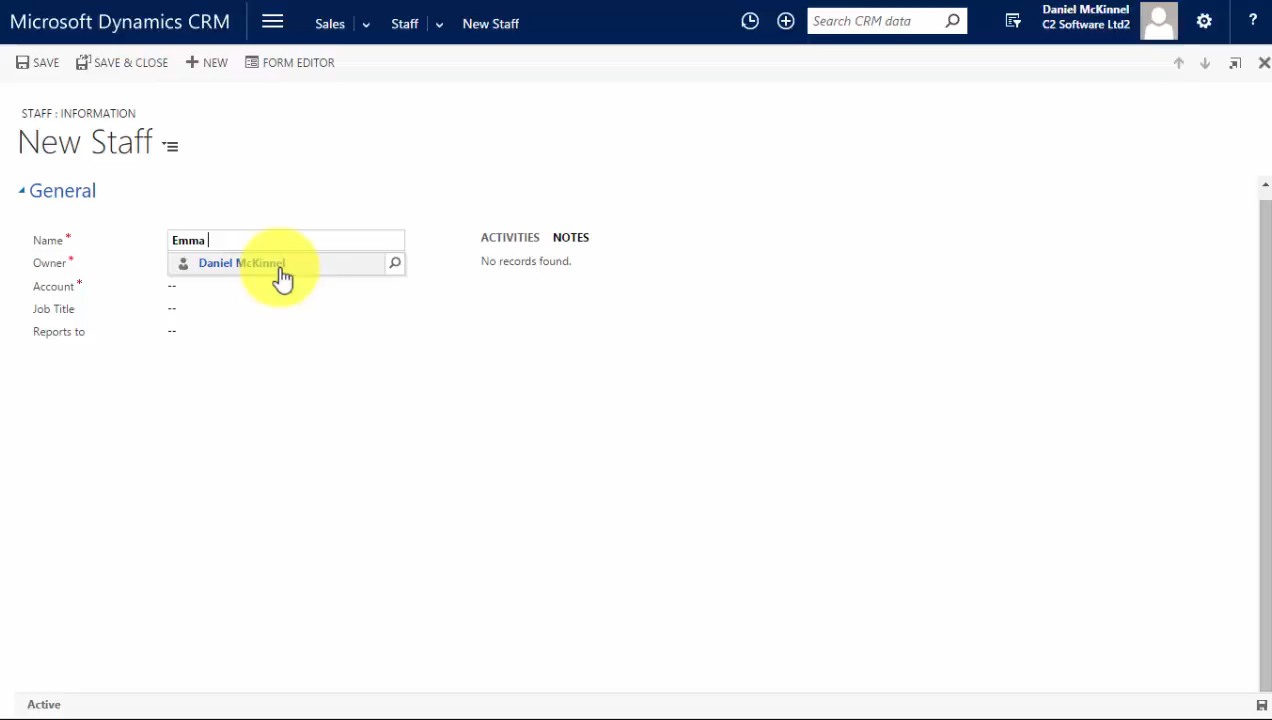 Microsoft Dynamics CRM
Sales
Staff
New Staff
Search CRM data
Daniel McKinnel
C2 Software Ltd2
?
SAVE
SAVE & CLOSE
NEW
FORM EDITOR
STAFF : INFORMATION
New Staff
General
Name * Emma
Owner * Daniel McKinnel
Account * --
Job Title --
Reports to --
ACTIVITIES NOTES
No records found.
Active